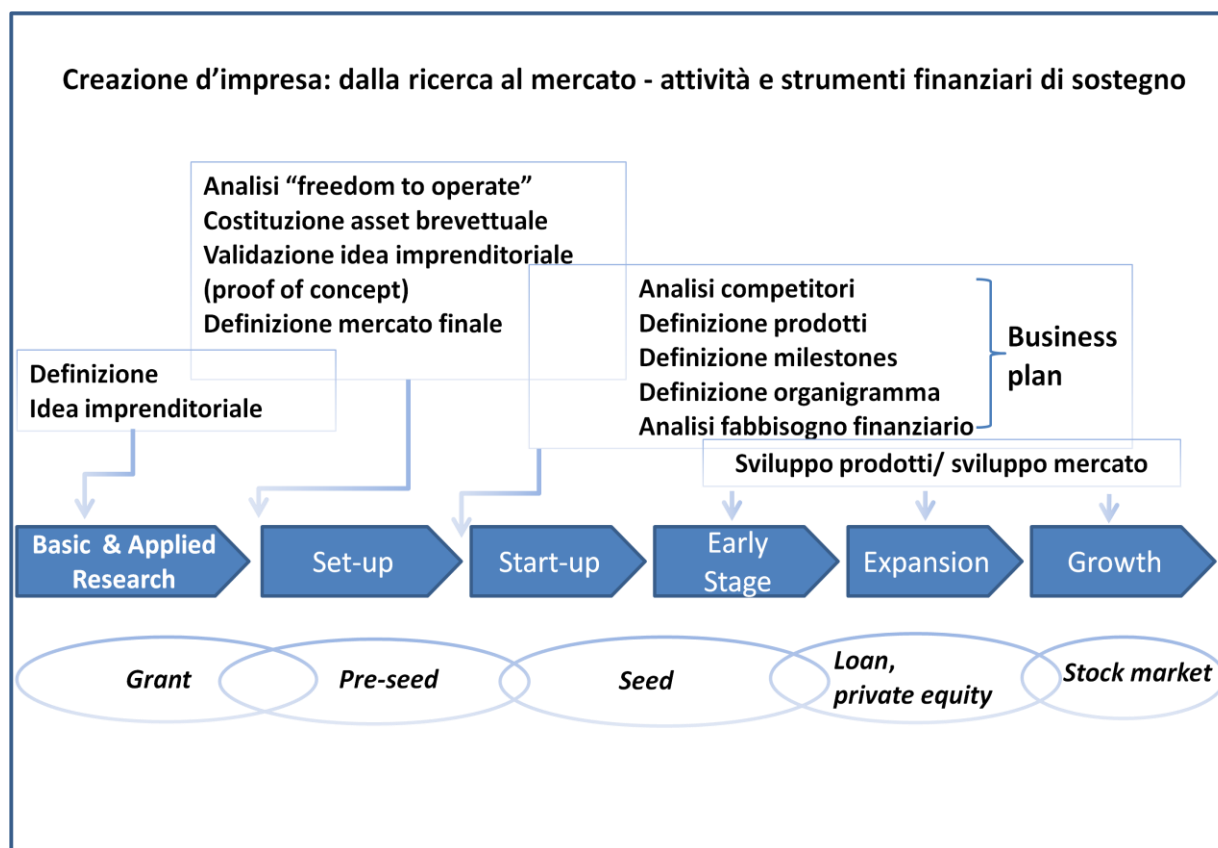 Creazione d’impresa: dalla ricerca al mercato - attività e strumenti finanziari di sostegno
Analisi “freedom to operate”
Costituzione asset brevettuale
Validazione idea imprenditoriale
(proof of concept)
Definizione mercato finale
Analisi competitori
Definizione prodotti
Definizione milestones
Definizione organigramma
Analisi fabbisogno finanziario
Business
plan
Definizione
Idea imprenditoriale
Sviluppo prodotti/ sviluppo mercato
Basic & Applied
Research
Set-up
Start-up
Early
Stage
Expansion
Growth
Grant
Pre-seed
Seed
Loan,
private equity
Stock market